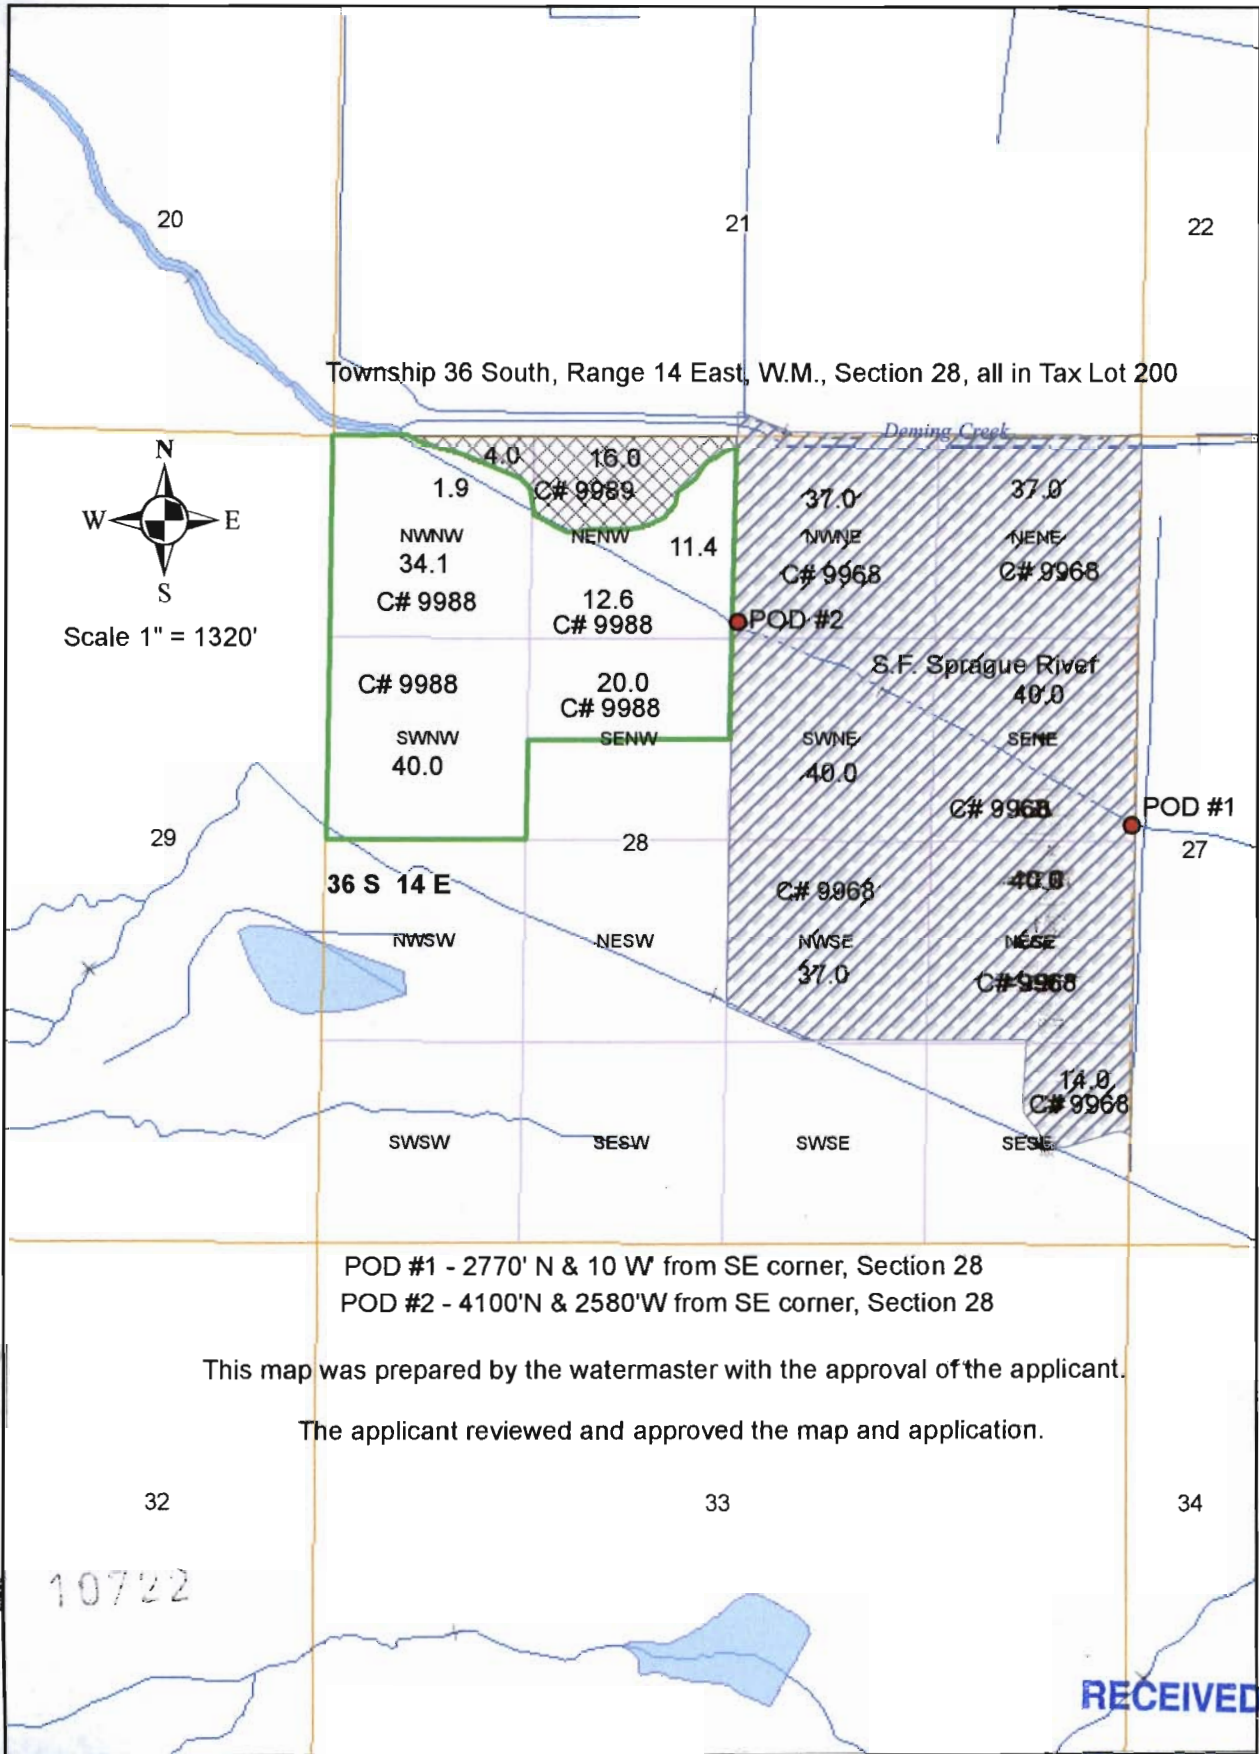 20
21
22
Township 36 South, Range 14 East, W.M., Section 28, all in Tax Lot 200
Deming Creek
N
W
E
S
Scale 1" = 1320'
4.0
16.0
1.9
C# 9989
NWNW
NENW
11.4
34.1
C# 9988
12.6
C# 9988
37.0
37.0
NWNE
NENE
C# 9968
C# 9968
POD #2
C# 9988
20.0
C# 9988
S.F. Sprague River
40.0
SWNW
SENW
SWNE
SENE
40.0
40.0
C# 9968
POD #1
29
28
27
36 S 14 E
C# 9968
40.0
NWSW
NESW
NWSE
NESE
37.0
C# 9968
14.0
C# 9968
SWSW
SESW
SWSE
SESE
POD #1 - 2770' N & 10 W' from SE corner, Section 28
POD #2 - 4100'N & 2580'W from SE corner, Section 28
This map was prepared by the watermaster with the approval of the applicant.
The applicant reviewed and approved the map and application.
32
33
34
10722
RECEIVED